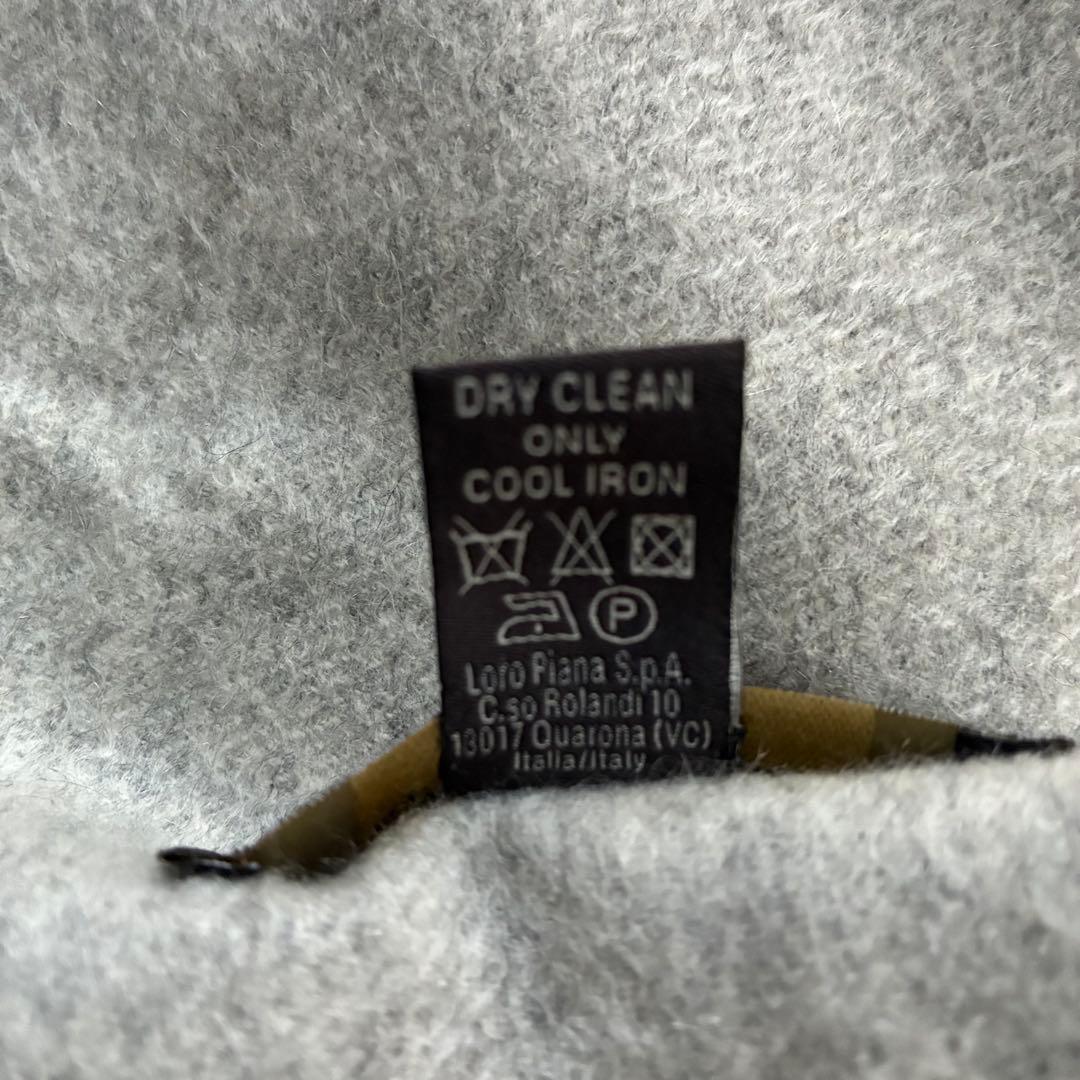 DRY CLEAN
ONLY
COOL IRON
P
Loro Piana S.p.A.
C.so Rolandi 10
13017 Quarona (VC)
Italia/Italy